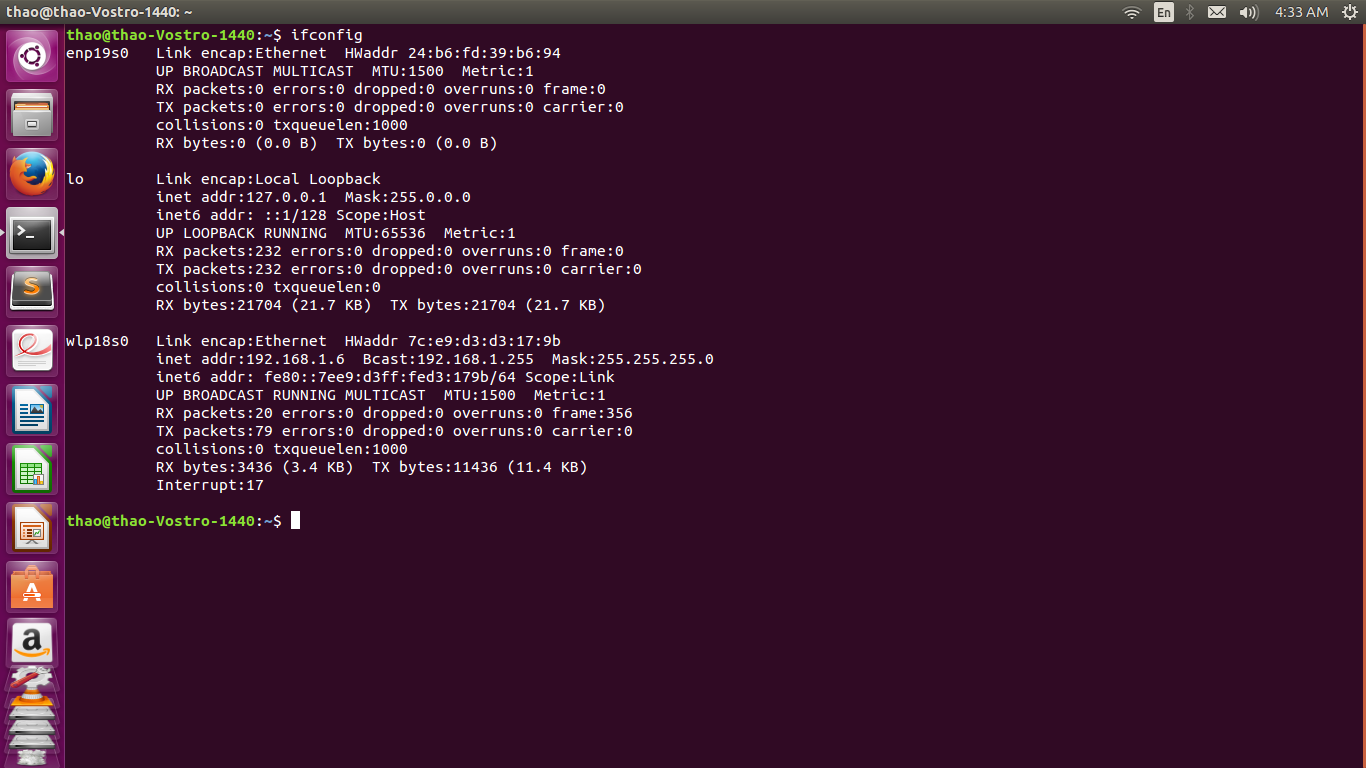 thao@thao-Vostro-1440: ~
En
4:33 AM
thao@thao-Vostro-1440:~$ ifconfig
enp19s0   Link encap:Ethernet  HWaddr 24:b6:fd:39:b6:94
          UP BROADCAST MULTICAST  MTU:1500  Metric:1
          RX packets:0 errors:0 dropped:0 overruns:0 frame:0
          TX packets:0 errors:0 dropped:0 overruns:0 carrier:0
          collisions:0 txqueuelen:1000
          RX bytes:0 (0.0 B)  TX bytes:0 (0.0 B)

lo        Link encap:Local Loopback
          inet addr:127.0.0.1  Mask:255.0.0.0
          inet6 addr: ::1/128 Scope:Host
          UP LOOPBACK RUNNING  MTU:65536  Metric:1
          RX packets:232 errors:0 dropped:0 overruns:0 frame:0
          TX packets:232 errors:0 dropped:0 overruns:0 carrier:0
          collisions:0 txqueuelen:0
          RX bytes:21704 (21.7 KB)  TX bytes:21704 (21.7 KB)

wlp18s0   Link encap:Ethernet  HWaddr 7c:e9:d3:d3:17:9b
          inet addr:192.168.1.6  Bcast:192.168.1.255  Mask:255.255.255.0
          inet6 addr: fe80::7ee9:d3ff:fed3:179b/64 Scope:Link
          UP BROADCAST RUNNING MULTICAST  MTU:1500  Metric:1
          RX packets:20 errors:0 dropped:0 overruns:0 frame:356
          TX packets:79 errors:0 dropped:0 overruns:0 carrier:0
          collisions:0 txqueuelen:1000
          RX bytes:3436 (3.4 KB)  TX bytes:11436 (11.4 KB)
          Interrupt:17

thao@thao-Vostro-1440:~$